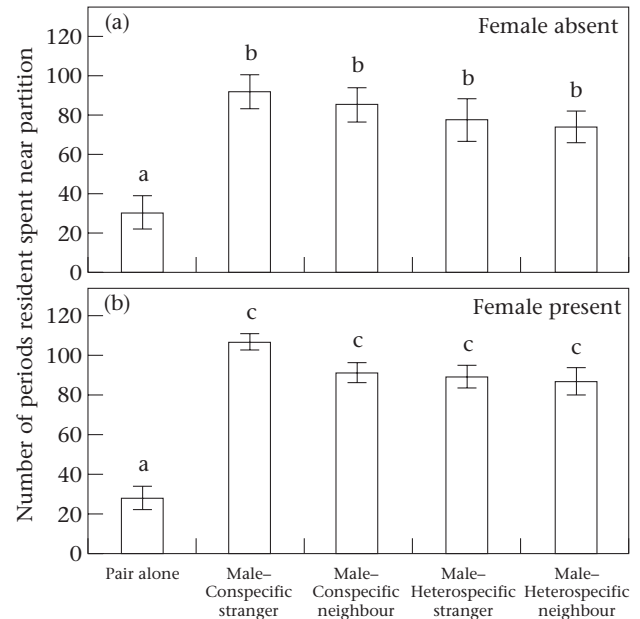 Number of periods resident spent near partition
(a)
Female absent
120
100
80
60
40
20
0
a
b
b
b
b
(b)
Female present
120
100
80
60
40
20
0
a
c
c
c
c
Pair alone
Male–
Conspecific
stranger
Male–
Conspecific
neighbour
Male–
Heterospecific
stranger
Male–
Heterospecific
neighbour